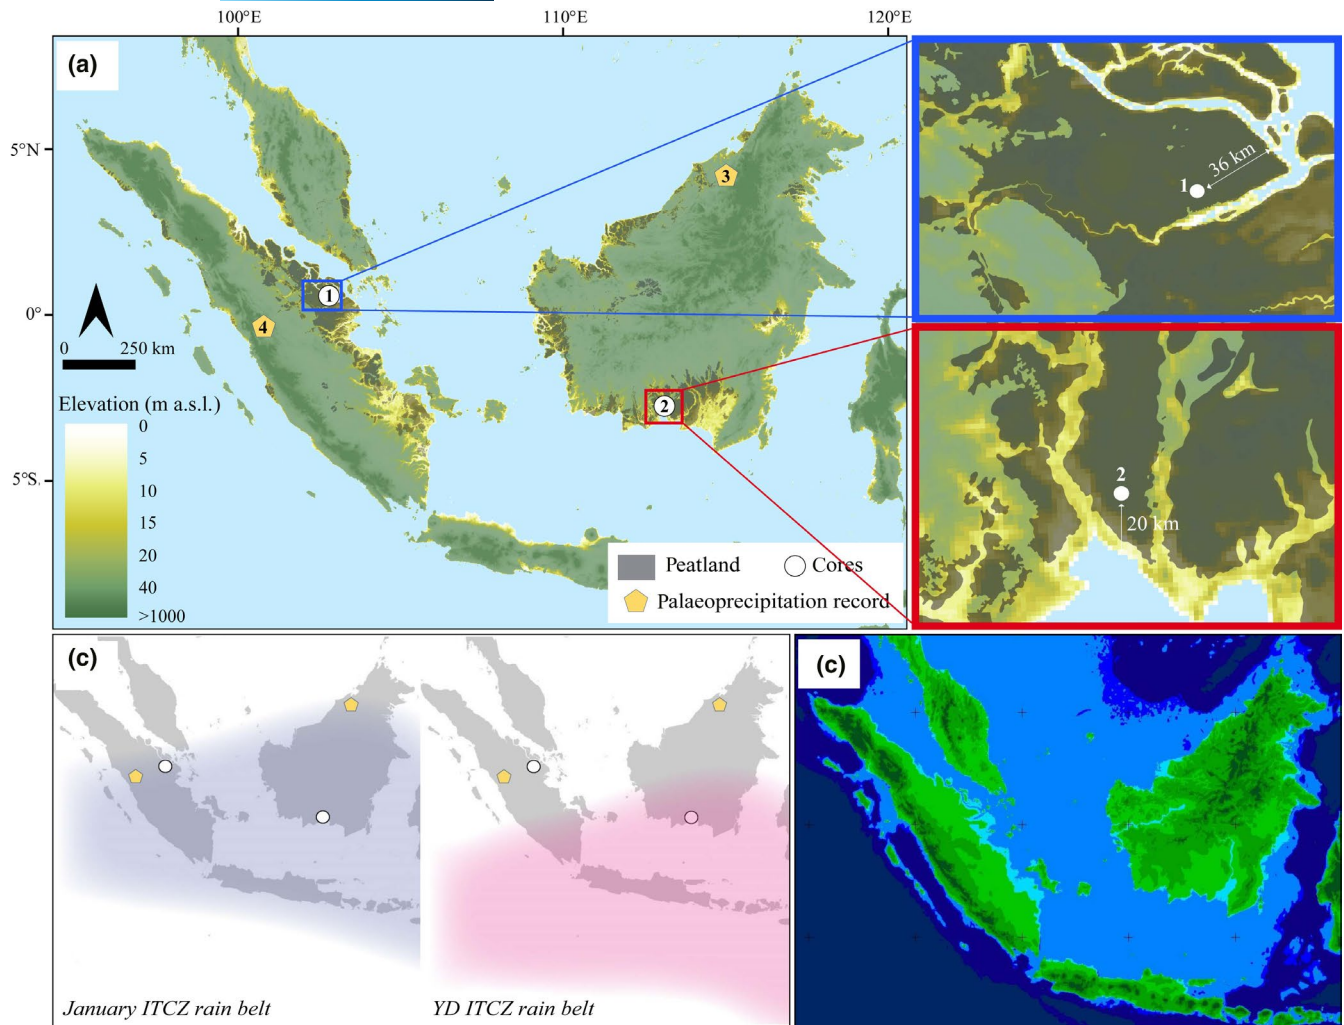 100°E 110°E 120°E
(a)
5°N
0°
5°S
3
1
4
2
0 250 km
Elevation (m a.s.l.)
0
5
10
15
20
40
>1000
Peatland Cores
Palaeoprecipitation record
36 km
1
2
20 km
(c)
January ITCZ rain belt
YD ITCZ rain belt
(c)